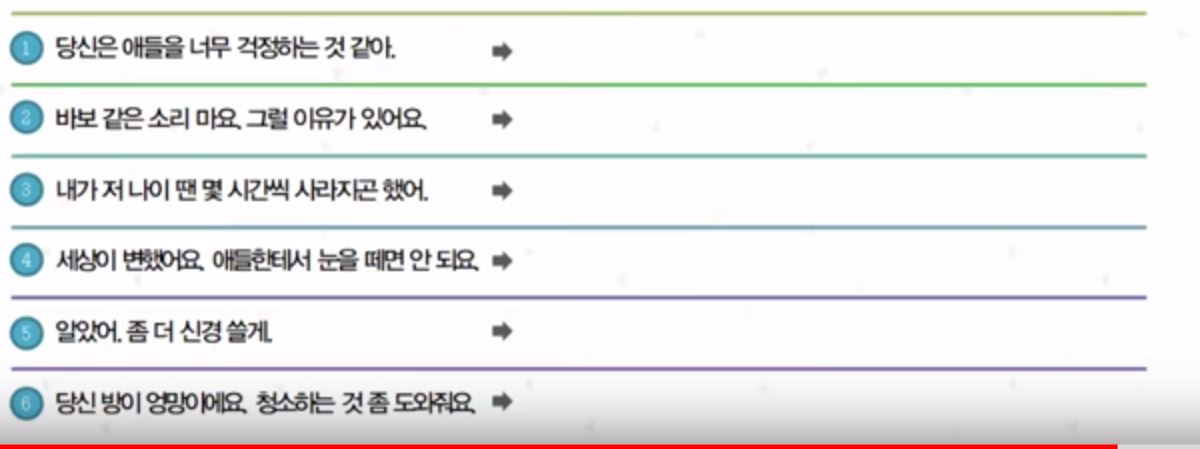 1 당신은 애들을 너무 걱정하는 것 같아. ➡
2 바보 같은 소리 마요. 그럴 이유가 있어요. ➡
3 내가 저 나이 땐 몇 시간씩 사라지곤 했어. ➡
4 세상이 변했어요. 애들한테서 눈을 떼면 안 되요. ➡
5 알았어. 좀 더 신경 쓸게. ➡
6 당신 방이 엉망이에요. 청소하는 것 좀 도와줘요. ➡